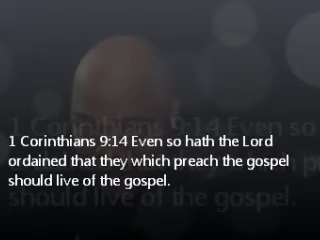 1 Corinthians 9:14 Even so hath the Lord
ordained that they which preach the gospel
should live of the gospel.